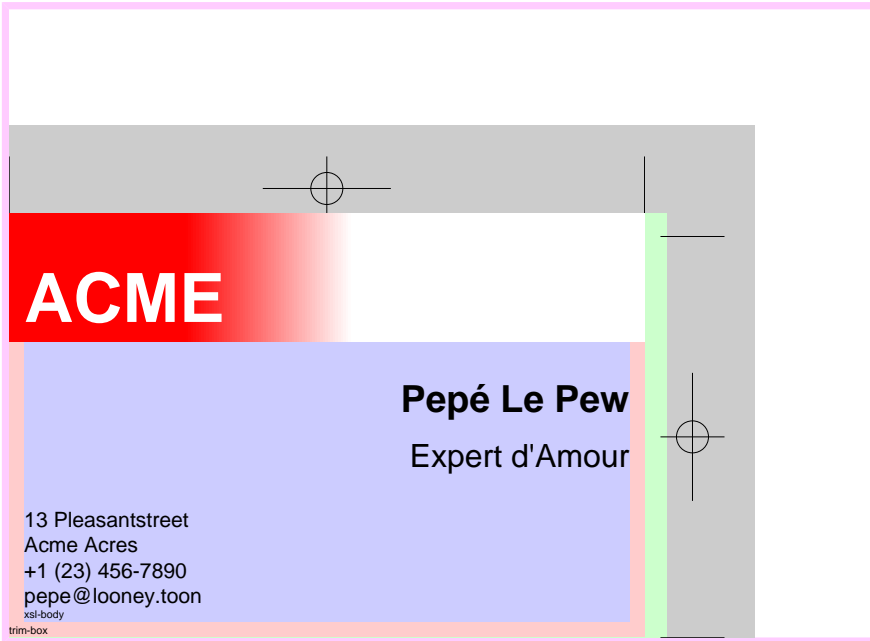 ACME
Pepé Le Pew
Expert d'Amour
13 Pleasantstreet
Acme Acres
+1 (23) 456-7890
pepe@looney.toon
xsl-body
trim-box